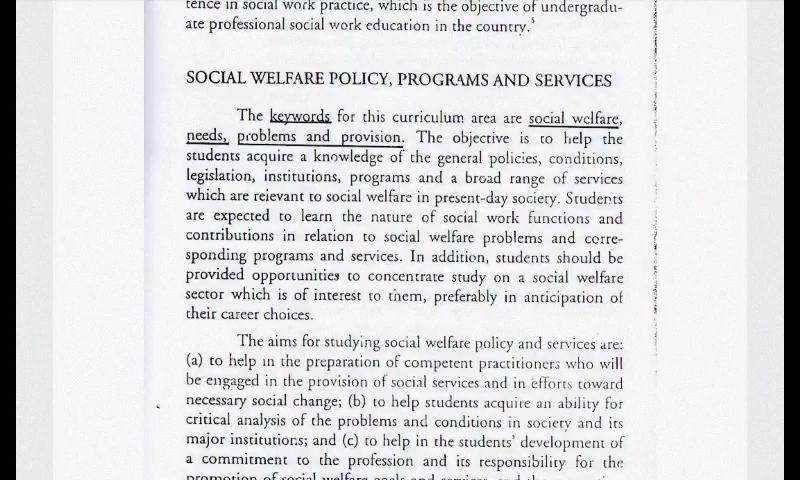 tence in social work practice, which is the objective of undergradu-
ate professional social work education in the country.5
SOCIAL WELFARE POLICY, PROGRAMS AND SERVICES
The keywords for this curriculum area are social welfare,
needs, problems and provision. The objective is to help the
students acquire a knowledge of the general policies, conditions,
legislation, institutions, programs and a broad range of services
which are relevant to social welfare in present-day society. Students
are expected to learn the nature of social work functions and
contributions in relation to social welfare problems and corre-
sponding programs and services. In addition, students should be
provided opportunities to concentrate study on a social welfare
sector which is of interest to them, preferably in anticipation of
their career choices.
The aims for studying social welfare policy and services are:
(a) to help in the preparation of competent practitioners who will
be engaged in the provision of social services and in efforts toward
necessary social change; (b) to help students acquire an ability for
critical analysis of the problems and conditions in society and its
major institutions; and (c) to help in the students' development of
a commitment to the profession and its responsibility for the
promotion of social welfare goals and services, and the